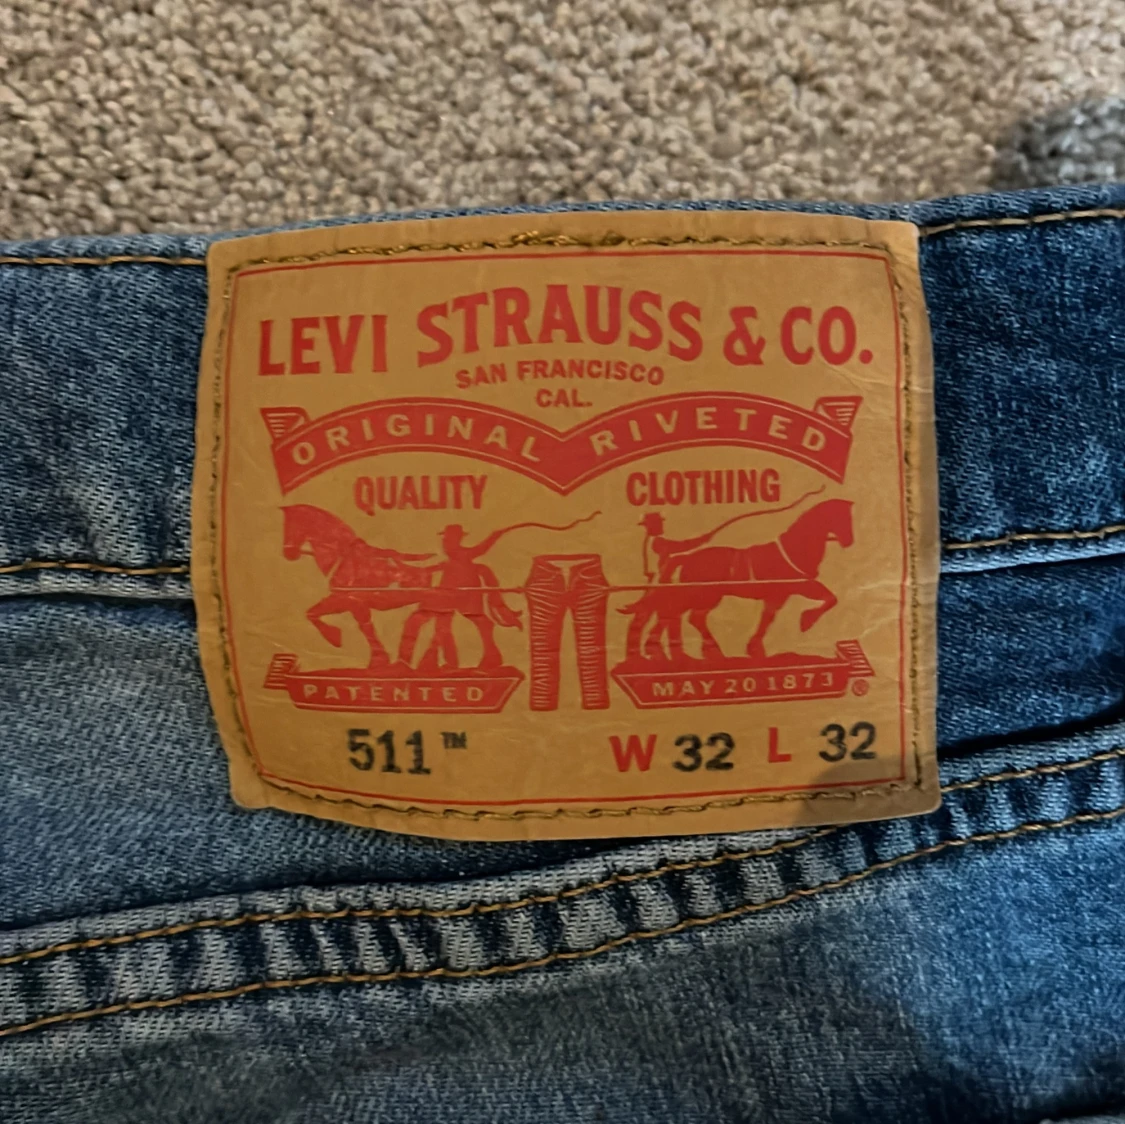 LEVI STRAUSS & CO.
SAN FRANCISCO
CAL.
ORIGINAL RIVETED
QUALITY CLOTHING
PATENTED MAY 20 1873 ®
511™ W 32 L 32